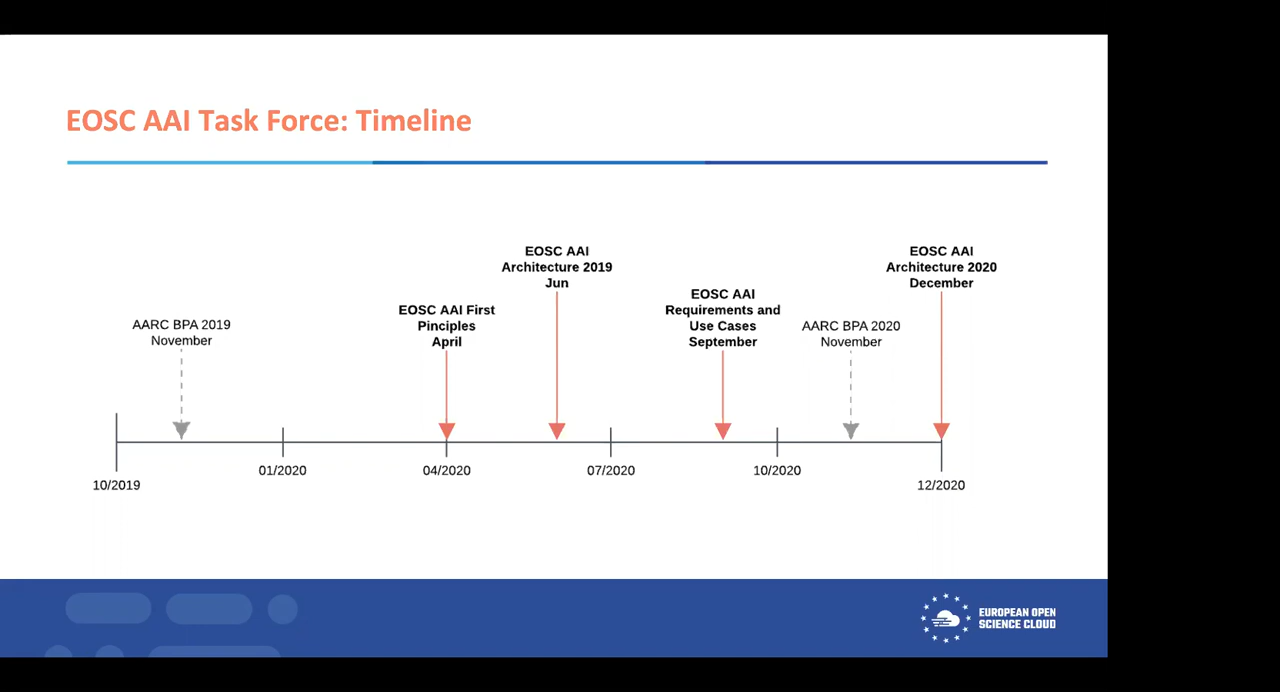 EOSC AAI Task Force: Timeline
AARC BPA 2019
November
EOSC AAI First
Pinciples
April
EOSC AAI
Architecture 2019
Jun
EOSC AAI
Requirements and
Use Cases
September
AARC BPA 2020
November
EOSC AAI
Architecture 2020
December
10/2019
01/2020
04/2020
07/2020
10/2020
12/2020
EUROPEAN OPEN
SCIENCE CLOUD